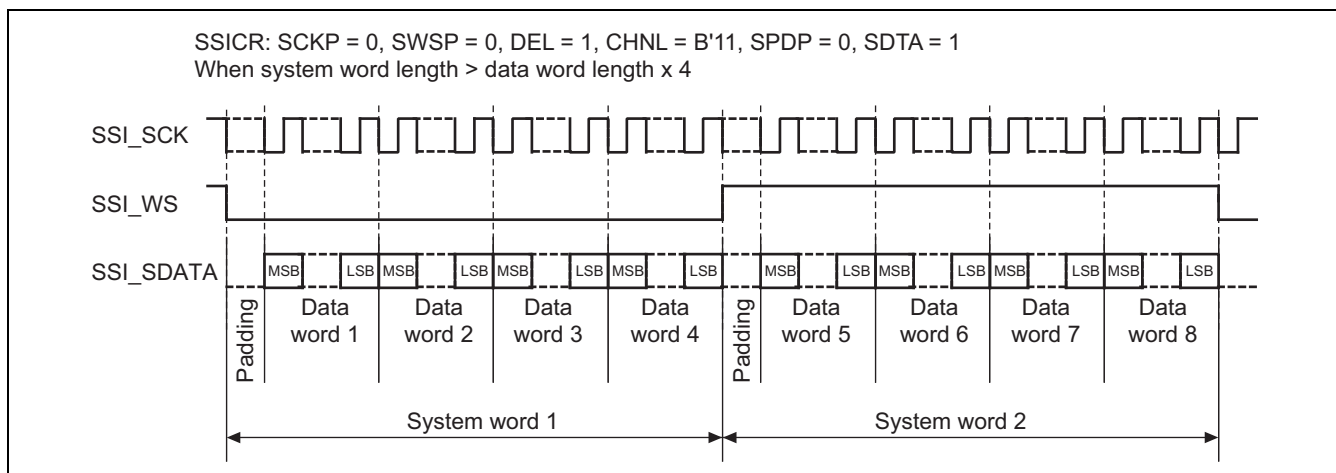 SSICR: SCKP = 0, SWSP = 0, DEL = 1, CHNL = B'11, SPDP = 0, SDTA = 1
When system word length > data word length x 4
SSI_SCK
SSI_WS
SSI_SDATA
MSB LSB MSB LSB MSB LSB MSB LSB MSB LSB MSB LSB MSB LSB MSB LSB
Padding
Data
word 1
Data
word 2
Data
word 3
Data
word 4
Padding
Data
word 5
Data
word 6
Data
word 7
Data
word 8
System word 1
System word 2